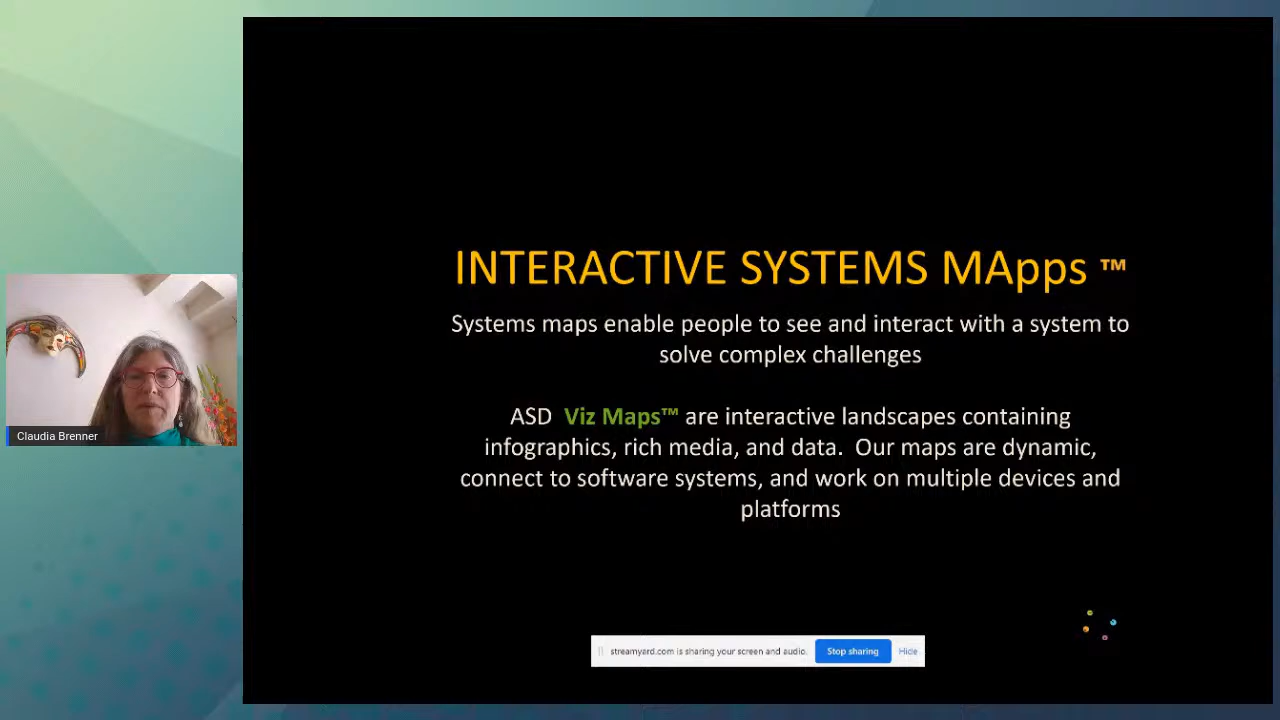 INTERACTIVE SYSTEMS MApps ™
Systems maps enable people to see and interact with a system to
solve complex challenges
ASD Viz Maps™ are interactive landscapes containing
infographics, rich media, and data. Our maps are dynamic,
connect to software systems, and work on multiple devices and
platforms
Claudia Brenner
streamyard.com is sharing your screen and audio. Stop sharing Hide